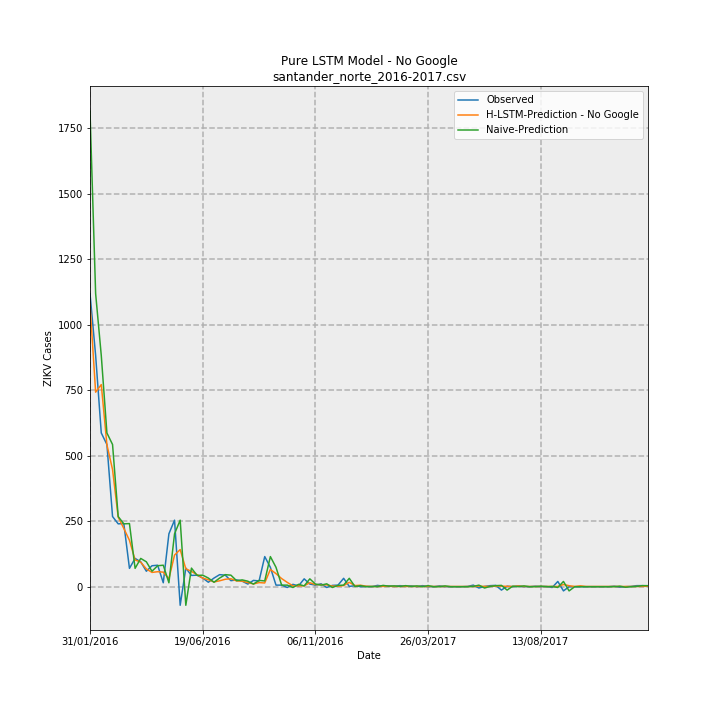 Pure LSTM Model - No Google
santander_norte_2016-2017.csv
Observed
H-LSTM-Prediction - No Google
Naive-Prediction
ZIKV Cases
1750
1500
1250
1000
750
500
250
0
31/01/2016 19/06/2016 06/11/2016 26/03/2017 13/08/2017
Date